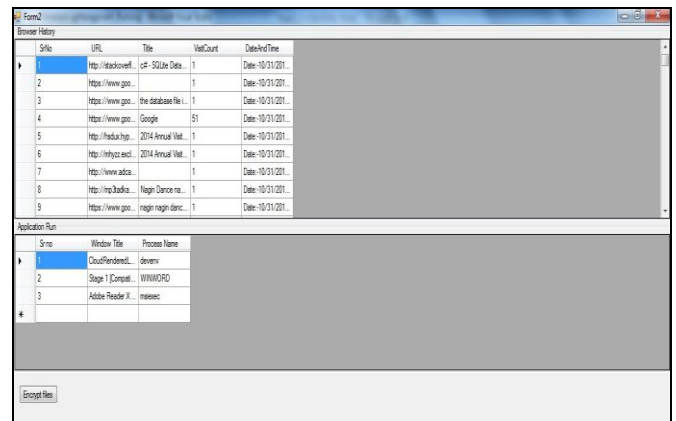 Form2
Browser History
SrNo URL Title VisitCount DateAndTime
1 http://stackoverfl... c# - SQLite Data... 1 Date:-10/31/201...
2 https://www.goo... 1 Date:-10/31/201...
3 https://www.goo... the database file i... 1 Date:-10/31/201...
4 https://www.goo... Google 51 Date:-10/31/201...
5 http://hsdux.hyp... 2014 Annual Visit... 1 Date:-10/31/201...
6 http://mhyzz.excl... 2014 Annual Visit... 1 Date:-10/31/201...
7 http://www.adca... 1 Date:-10/31/201...
8 http://mp3tadka.... Nagin Dance na... 1 Date:-10/31/201...
9 https://www.goo... nagin nagin danc... 1 Date:-10/31/201...
Application Run
Sr no Window Title Process Name
1 CloudRenderedL... devenv
2 Stage 1 [Compati... WINWORD
3 Adobe Reader X... msiexec
Encrypt files